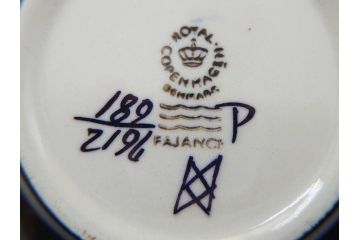 ROYAL
COPENHAGEN
DENMARK
189
2196 P
FAJANCE